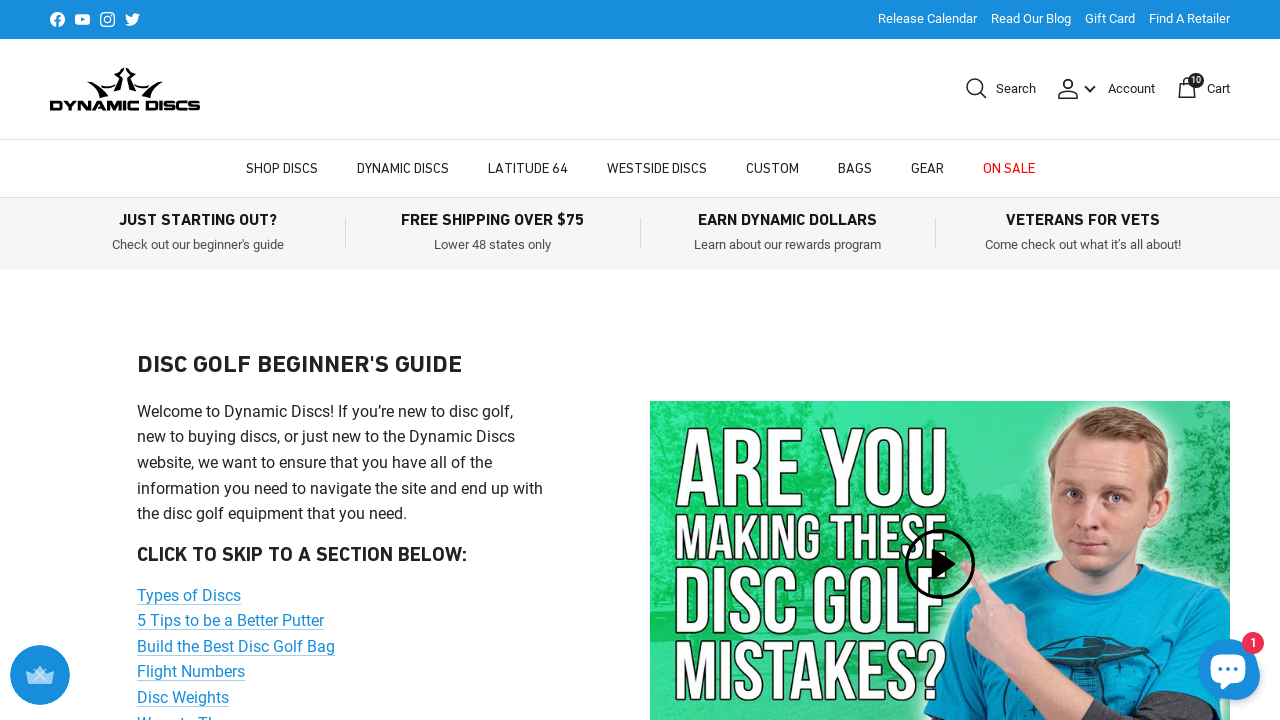 Release Calendar Read Our Blog Gift Card Find A Retailer
DYNAMIC DISCS
Search Account 10 Cart
SHOP DISCS DYNAMIC DISCS LATITUDE 64 WESTSIDE DISCS CUSTOM BAGS GEAR ON SALE
JUST STARTING OUT? FREE SHIPPING OVER $75 EARN DYNAMIC DOLLARS VETERANS FOR VETS
Check out our beginner's guide Lower 48 states only Learn about our rewards program Come check out what it’s all about!
DISC GOLF BEGINNER'S GUIDE
Welcome to Dynamic Discs! If you’re new to disc golf,
new to buying discs, or just new to the Dynamic Discs
website, we want to ensure that you have all of the
information you need to navigate the site and end up with
the disc golf equipment that you need.
CLICK TO SKIP TO A SECTION BELOW:
Types of Discs
5 Tips to be a Better Putter
Build the Best Disc Golf Bag
Flight Numbers
Disc Weights
ARE YOU
MAKING THESE
DISC GOLF
MISTAKES?
1